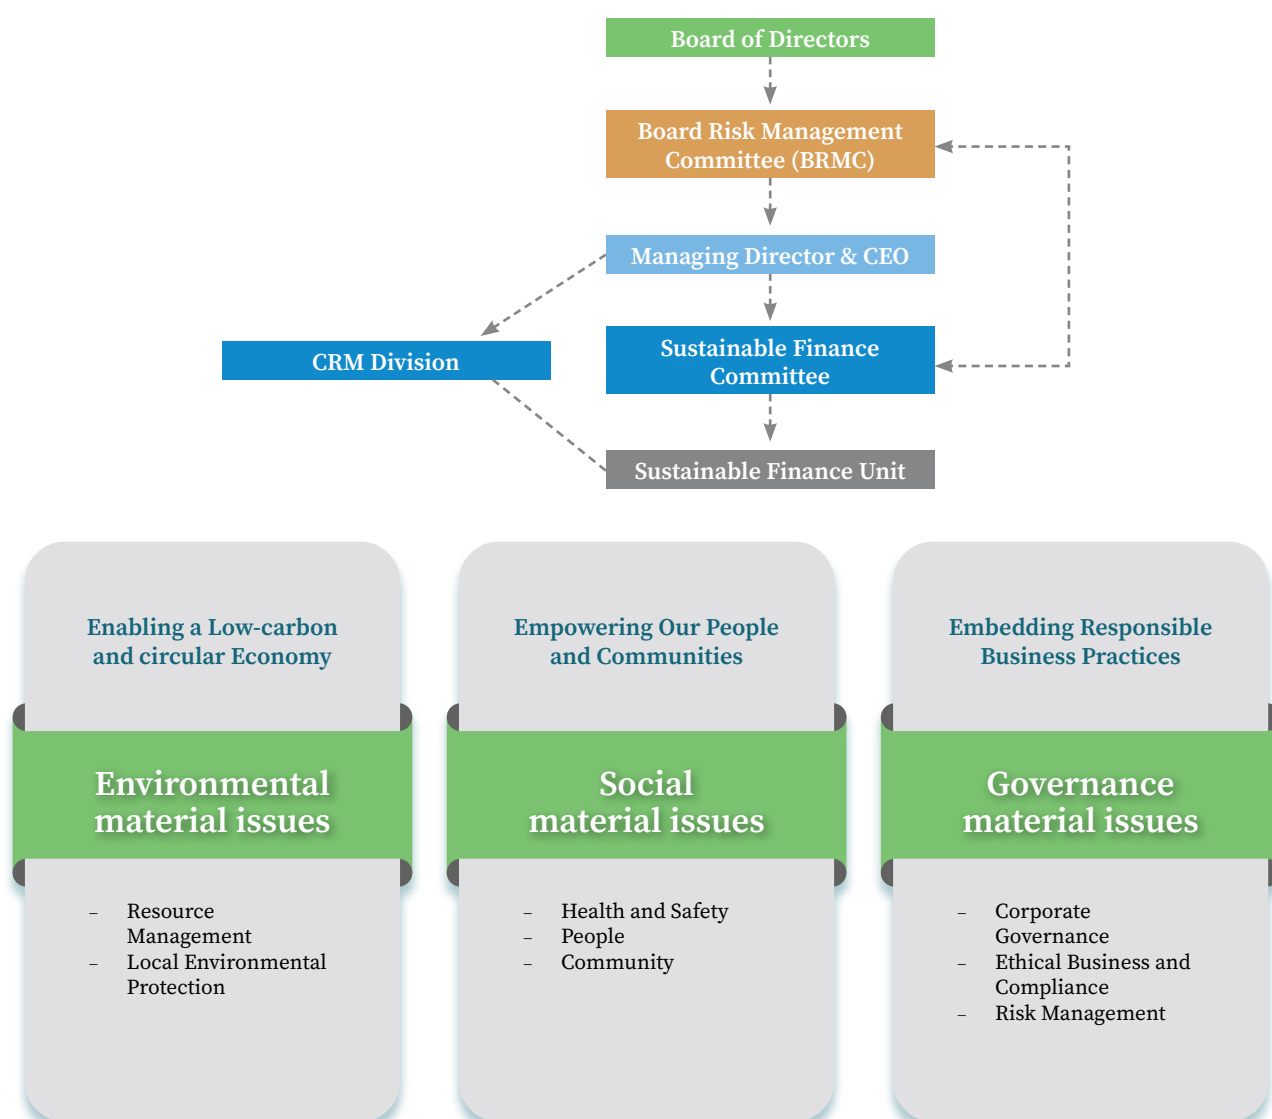 Board of Directors
Board Risk Management
Committee (BRMC)
Managing Director & CEO
CRM Division
Sustainable Finance
Committee
Sustainable Finance Unit
Enabling a Low-carbon
and circular Economy
Environmental
material issues
– Resource
Management
– Local Environmental
Protection
Empowering Our People
and Communities
Social
material issues
– Health and Safety
– People
– Community
Embedding Responsible
Business Practices
Governance
material issues
– Corporate
Governance
– Ethical Business and
Compliance
– Risk Management